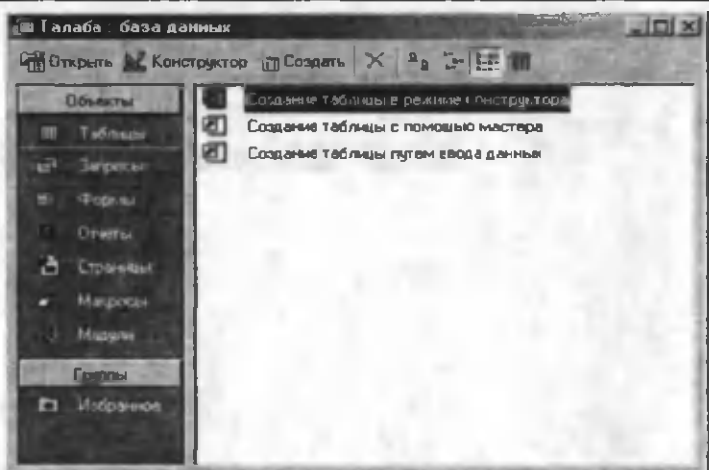 Талаба : база данных
Открыть Конструктор Создать
Объекты
Таблицы
Запросы
Формы
Отчеты
Страницы
Макросы
Модули
Группы
Избранное
Создание таблицы в режиме конструктора
Создание таблицы с помощью мастера
Создание таблицы путем ввода данных